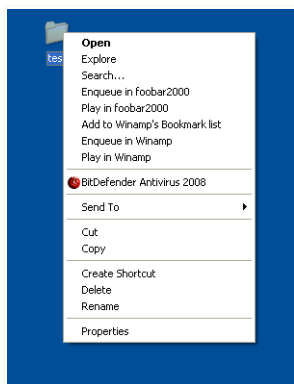 tes
Open
Explore
Search...
Enqueue in foobar2000
Play in foobar2000
Add to Winamp's Bookmark list
Enqueue in Winamp
Play in Winamp
BitDefender Antivirus 2008
Send To
Cut
Copy
Create Shortcut
Delete
Rename
Properties